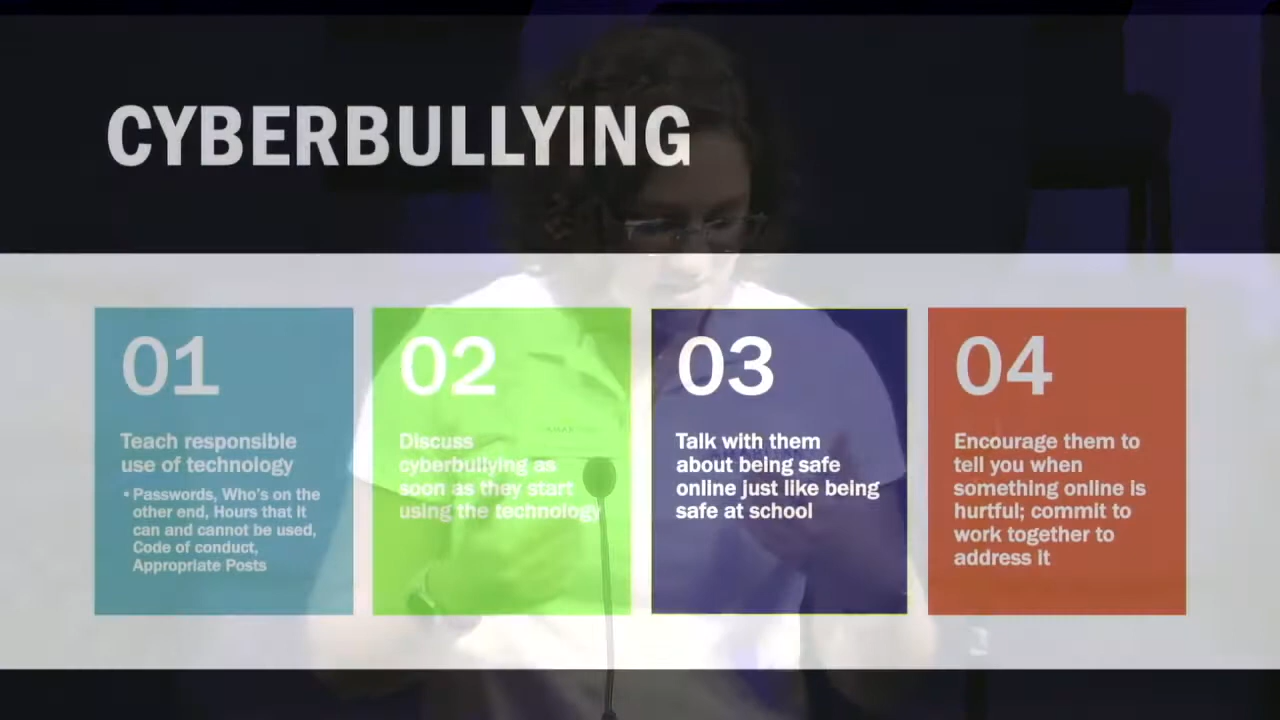 CYBERBULLYING
01
Teach responsible
use of technology
▪ Passwords, Who's on the
other end, Hours that it
can and cannot be used,
Code of conduct,
Appropriate Posts
02
Discuss
cyberbullying as
soon as they start
using the technology
03
Talk with them
about being safe
online just like being
safe at school
04
Encourage them to
tell you when
something online is
hurtful; commit to
work together to
address it